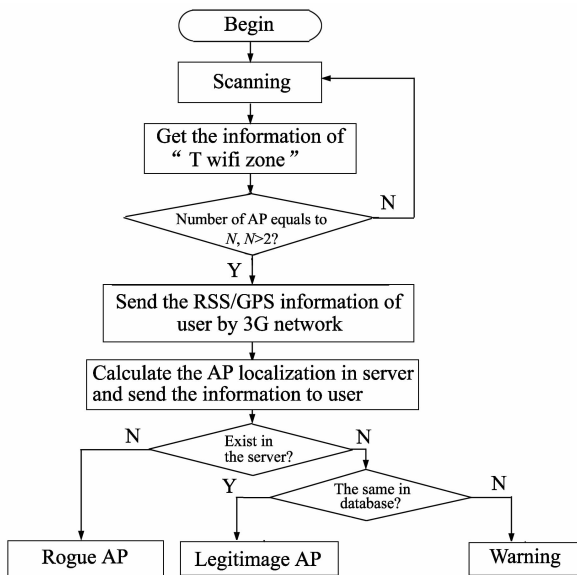 Begin
Scanning
Get the information of
“ T wifi zone ”
N
Number of AP equals to
N, N>2?
Y
Send the RSS/GPS information of
user by 3G network
Calculate the AP localization in server
and send the information to user
N
Exist in
the server?
N
Y
The same in
database?
N
Rogue AP
Legitimage AP
Warning